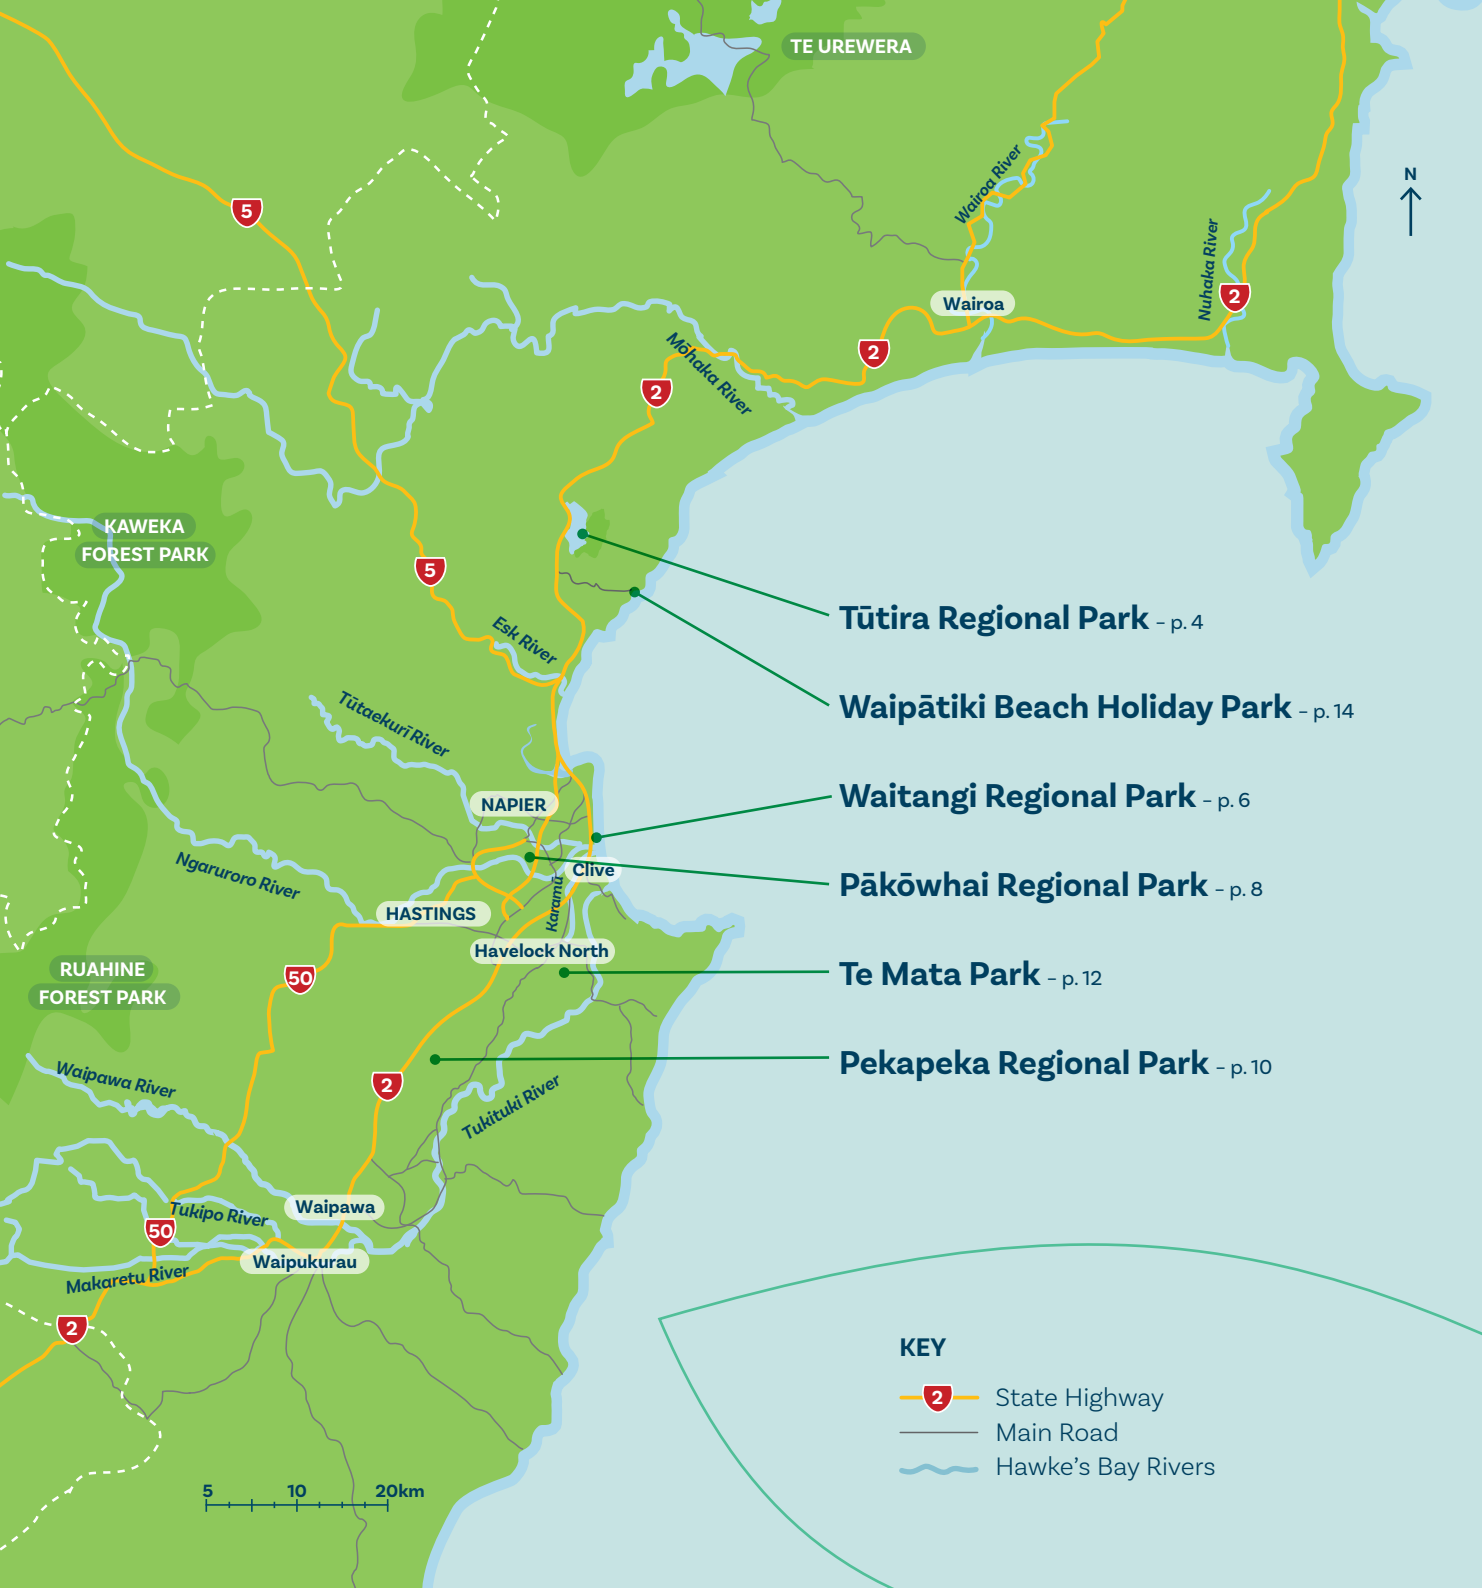 TE UREWERA
Wairoa River
N
5
Nuhaka River
2
Wairoa
2
Mōhaka River
2
KAWEKA
FOREST PARK
5
Tūtira Regional Park – p. 4
Esk River
Waipātiki Beach Holiday Park – p. 14
Tūtaekurī River
NAPIER
Waitangi Regional Park – p. 6
Ngaruroro River
Clive
Pākōwhai Regional Park – p. 8
Karamū
HASTINGS
Havelock North
RUAHINE
FOREST PARK
50
Te Mata Park – p. 12
Waipawa River
2
Pekapeka Regional Park – p. 10
Tukituki River
Waipawa
Tukipo River
50
Waipukurau
Makaretu River
2
KEY
2 State Highway
Main Road
Hawke's Bay Rivers
5 10 20km